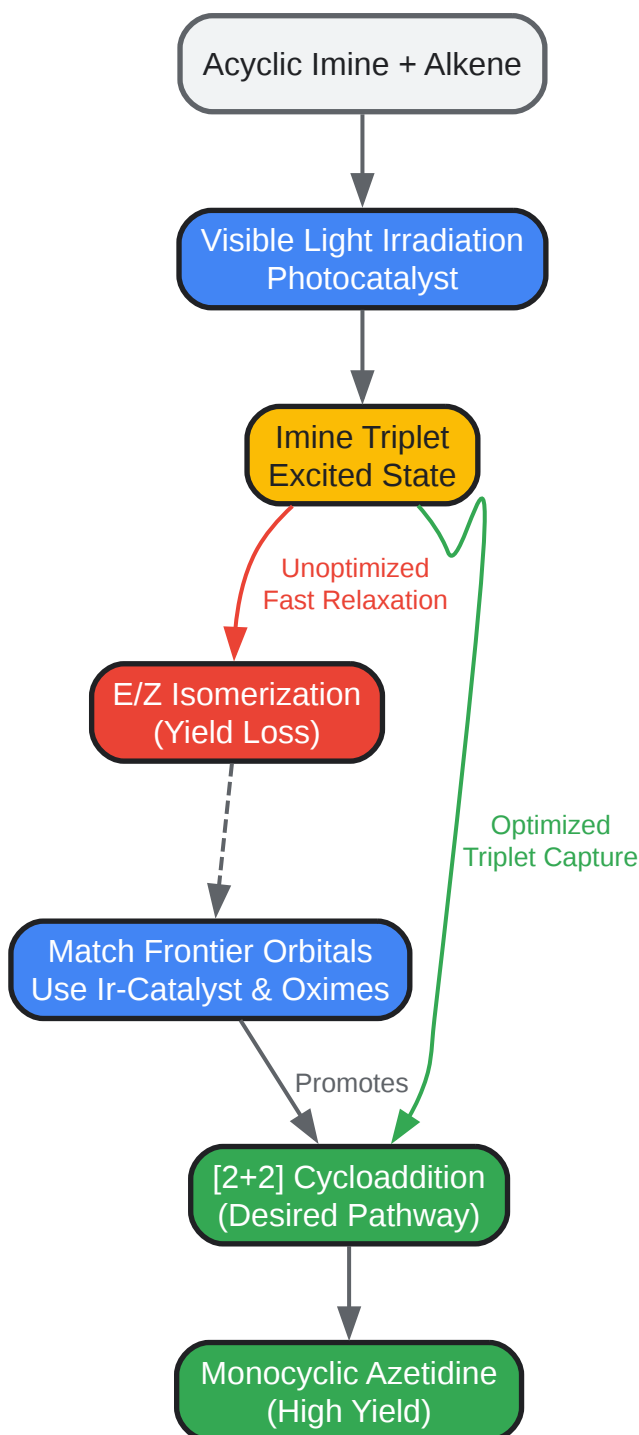 Acyclic Imine + Alkene
Visible Light Irradiation
Photocatalyst
Imine Triplet
Excited State
Unoptimized
Fast Relaxation
E/Z Isomerization
(Yield Loss)
Optimized
Triplet Capture
Match Frontier Orbitals
Use Ir-Catalyst & Oximes
Promotes
[2+2] Cycloaddition
(Desired Pathway)
Monocyclic Azetidine
(High Yield)